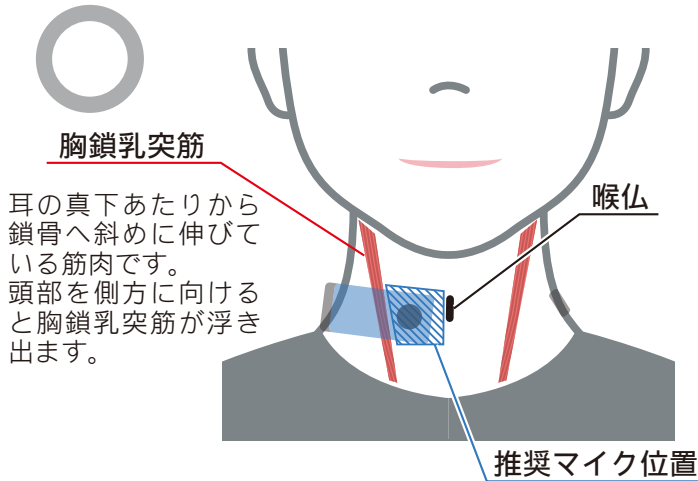 胸鎖乳突筋
耳の真下あたりから
鎖骨へ斜めに伸びて
いる筋肉です。
頭部を側方に向ける
と胸鎖乳突筋が浮き
出ます。
喉仏
推奨マイク位置